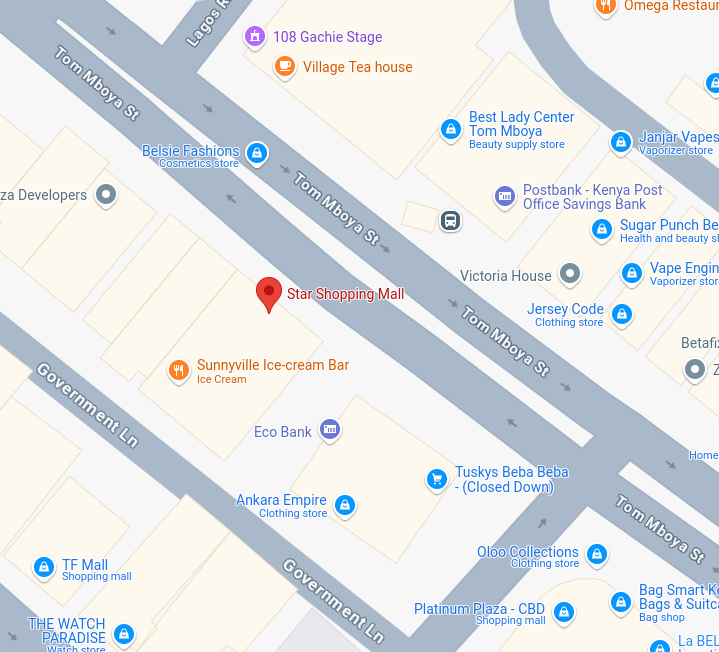 Omega Restaur
Lagos R
108 Gachie Stage
Village Tea house
Tom Mboya St
Best Lady Center
Tom Mboya
Beauty supply store
Janjar Vapes
Vaporizer store
Belsie Fashions
Cosmetics store
za Developers
Tom Mboya St
Postbank - Kenya Post
Office Savings Bank
Sugar Punch Be
Health and beauty s
Victoria House
Vape Engin
Vaporizer stor
Star Shopping Mall
Jersey Code
Clothing store
Tom Mboya St
Betafi
Z
Sunnyville Ice-cream Bar
Ice Cream
Government Ln
Eco Bank
Home
Tuskys Beba Beba
- (Closed Down)
Ankara Empire
Clothing store
Tom Mboya St
Oloo Collections
Clothing store
TF Mall
Shopping mall
Government Ln
Platinum Plaza - CBD
Shopping mall
Bag Smart Ke
Bags & Suitca
Bag shop
THE WATCH
PARADISE
Watch store
La BEL